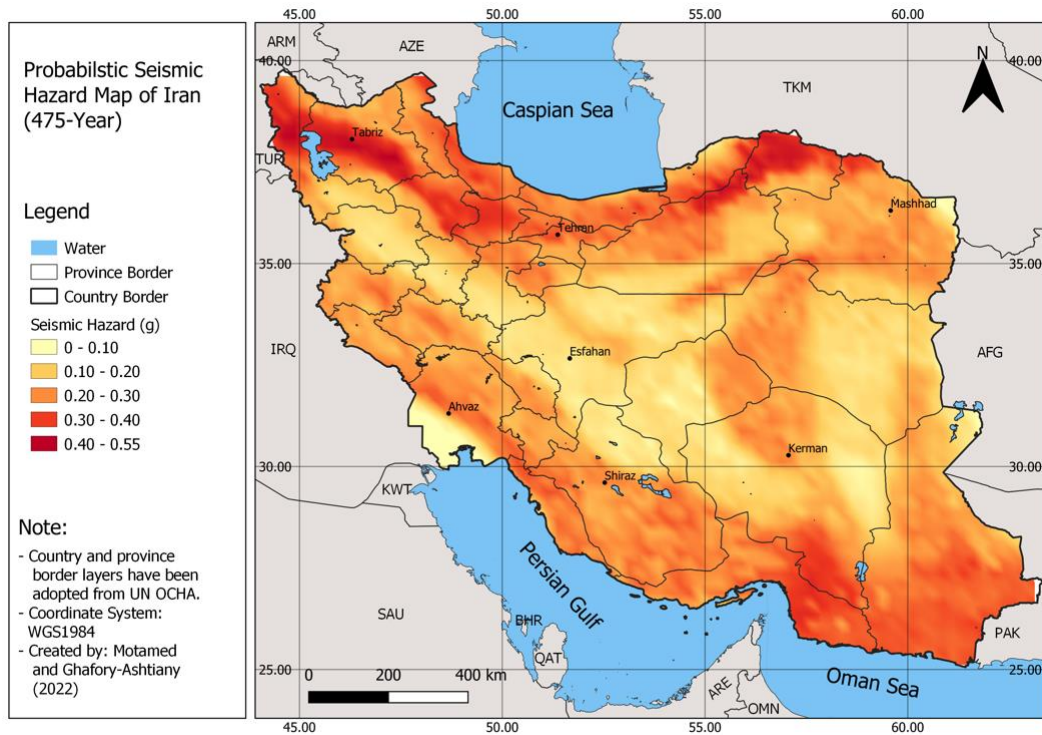 Probabilstic Seismic
Hazard Map of Iran
(475-Year)
Legend
Water
Province Border
Country Border
Seismic Hazard (g)
0 - 0.10
0.10 - 0.20
0.20 - 0.30
0.30 - 0.40
0.40 - 0.55
Note:
- Country and province
border layers have been
adopted from UN OCHA.
- Coordinate System:
WGS1984
- Created by: Motamed
and Ghafory-Ashtiany
(2022)
45.00 50.00 55.00 60.00
ARM AZE
40.00 40.00
N
TKM
Caspian Sea
Tabriz
TUR
Mashhad
Tehran
35.00 35.00
IRQ
Esfahan
AFG
Ahvaz
Kerman
30.00 30.00
KWT
Shiraz
Persian Gulf
SAU
BHR
QAT
PAK
25.00 25.00
0 200 400 km
ARE
Oman Sea
OMN
45.00 50.00 55.00 60.00